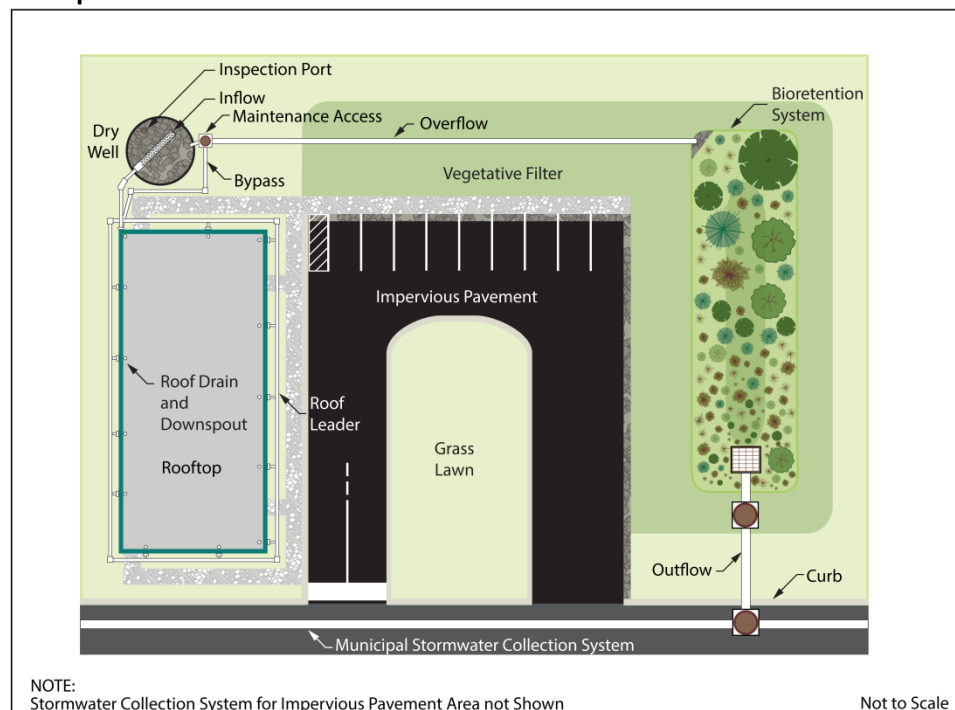 Inspection Port
Inflow
Maintenance Access
Dry
Well
Bypass
Overflow
Bioretention
System
Vegetative Filter
Impervious Pavement
Roof Drain
and
Downspout
Rooftop
Roof
Leader
Grass
Lawn
Outflow
Curb
Municipal Stormwater Collection System
NOTE:
Stormwater Collection System for Impervious Pavement Area not Shown
Not to Scale